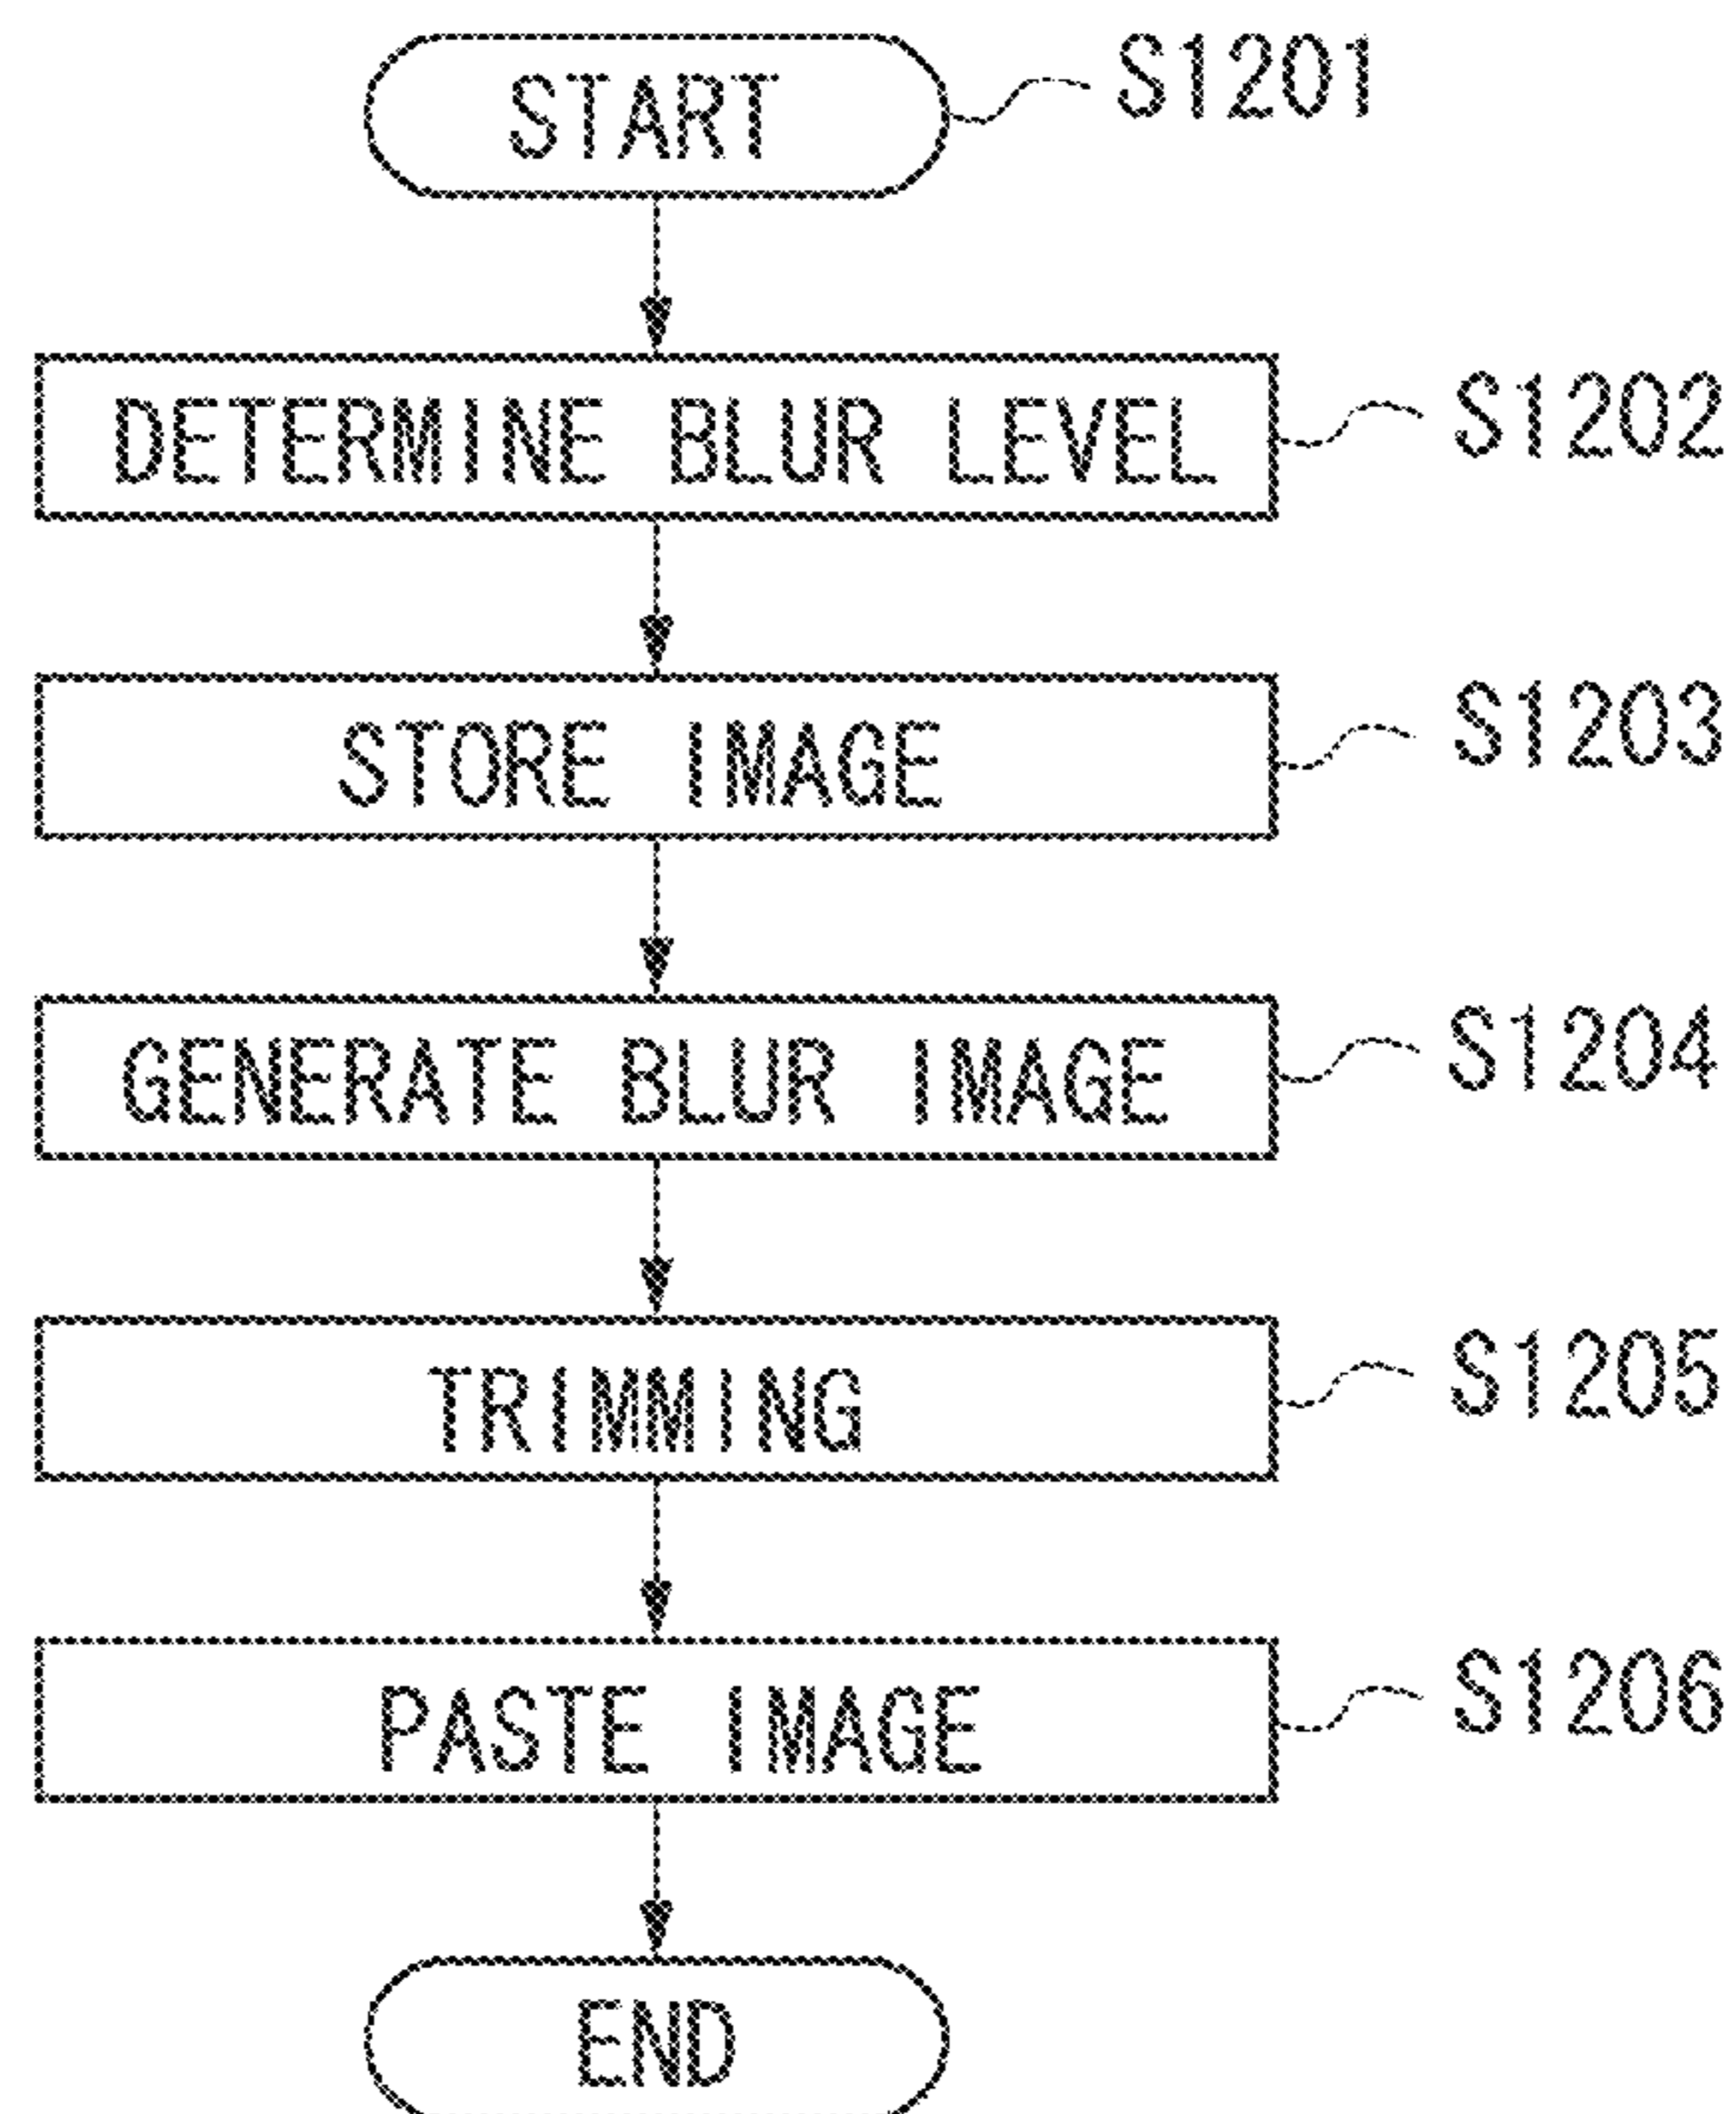 START S1201
DETERMINE BLUR LEVEL S1202
STORE IMAGE S1203
GENERATE BLUR IMAGE S1204
TRIMMING S1205
PASTE IMAGE S1206
END